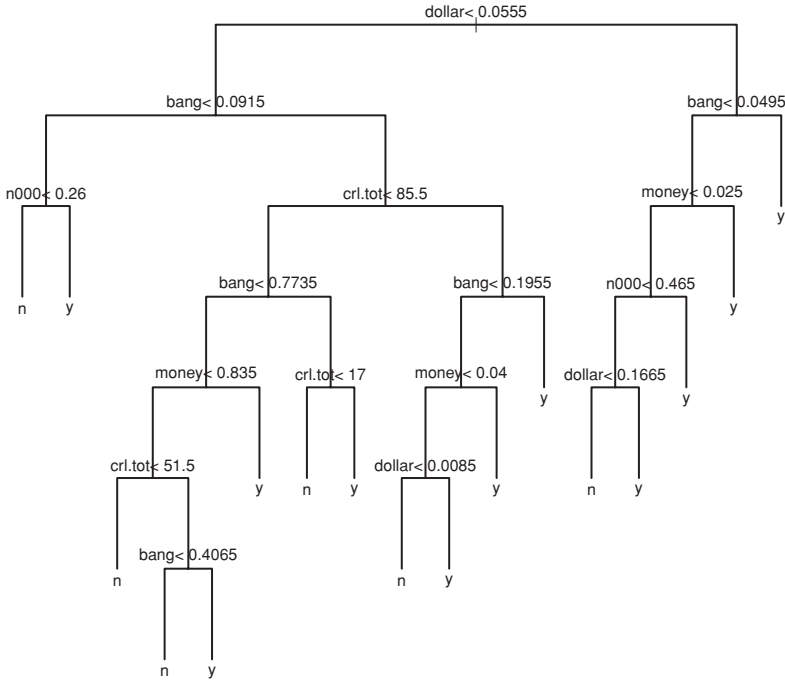 dollar< 0.0555
bang< 0.0915
bang< 0.0495
n000< 0.26
crl.tot< 85.5
money< 0.025
y
n
y
bang< 0.7735
bang< 0.1955
n000< 0.465
y
money< 0.835
crl.tot< 17
money< 0.04
y
dollar< 0.1665
y
crl.tot< 51.5
y
n
y
dollar< 0.0085
y
n
y
n
bang< 0.4065
n
y
n
y